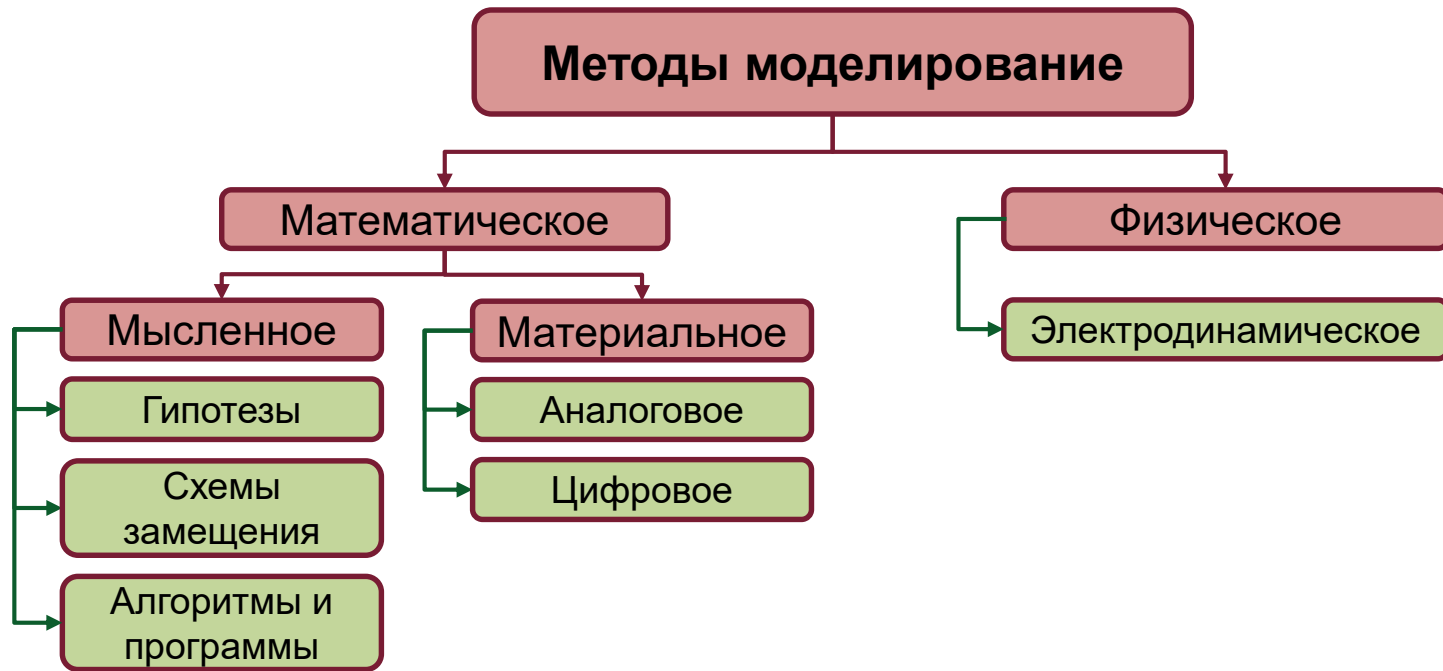 Методы моделирование
Математическое
Физическое
Мысленное
Материальное
Электродинамическое
Гипотезы
Аналоговое
Схемы
замещения
Цифровое
Алгоритмы и
программы